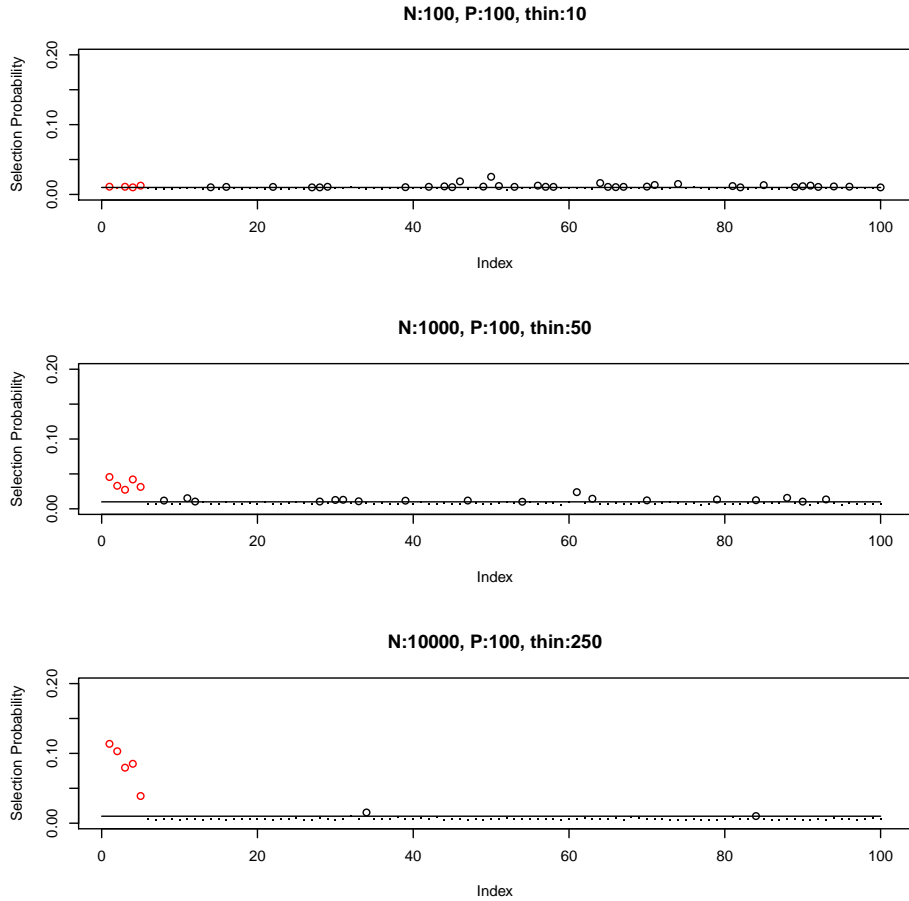 N:100, P:100, thin:10
Selection Probability
0.20
0.10
0.00
0 20 40 60 80 100
Index
N:1000, P:100, thin:50
Selection Probability
0.20
0.10
0.00
0 20 40 60 80 100
Index
N:10000, P:100, thin:250
Selection Probability
0.20
0.10
0.00
0 20 40 60 80 100
Index